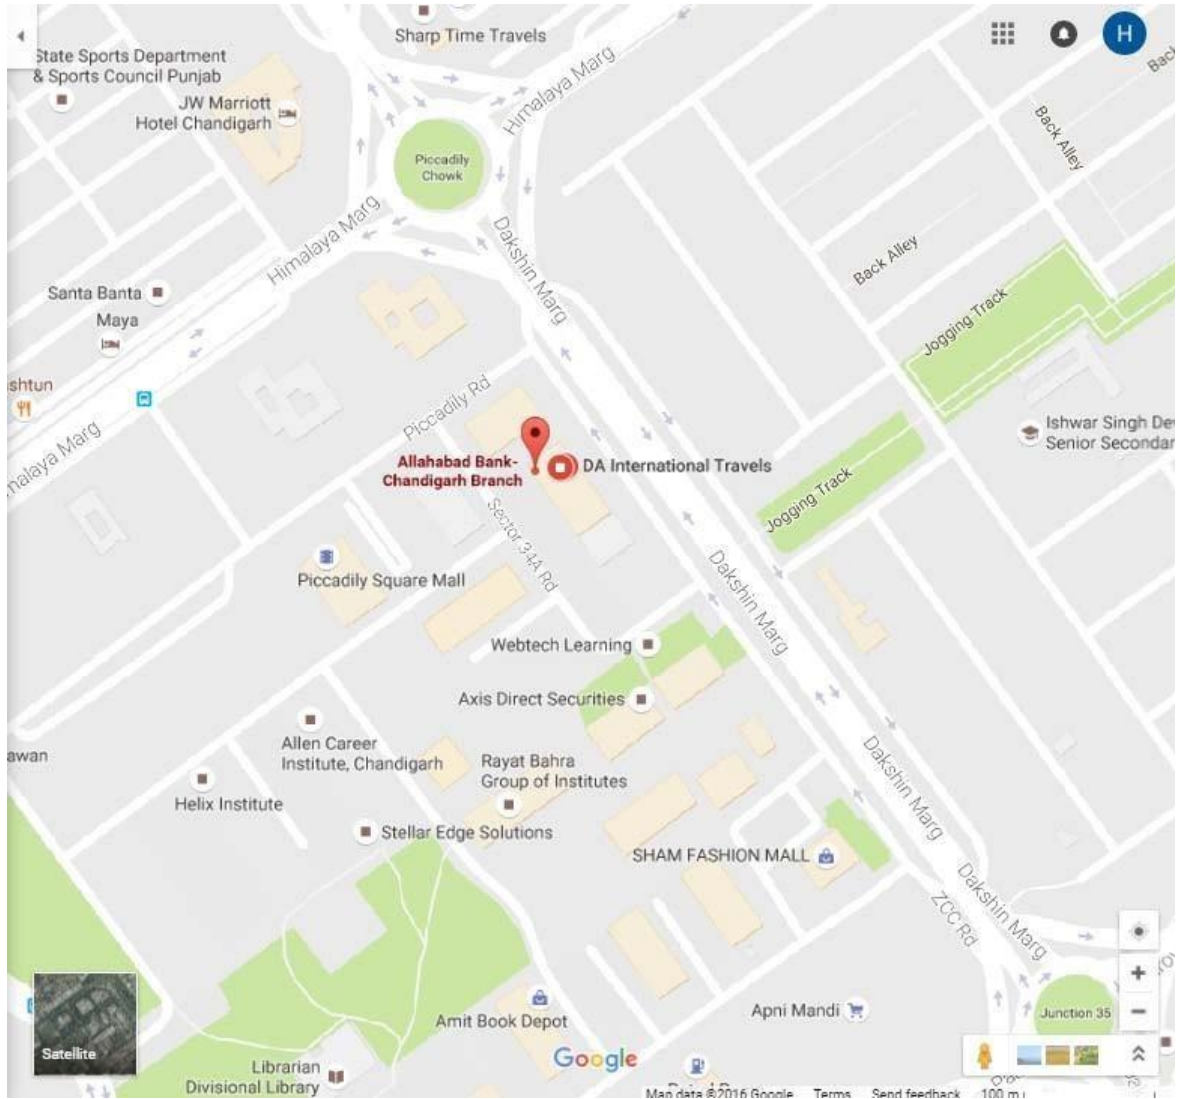 Sharp Time Travels
State Sports Department
& Sports Council Punjab
JW Marriott
Hotel Chandigarh
Himalaya Marg
H
Back
Back Alley
Piccadily
Chowk
Himalaya Marg
Dakshin Marg
Back Alley
Santa Banta
Maya
Jogging Track
shtun
Piccadily Rd
malaya Marg
Ishwar Singh De
Senior Secondar
Allahabad Bank-
Chandigarh Branch
DA International Travels
Jogging Track
Sector 34A Rd
Piccadily Square Mall
Dakshin Marg
Webtech Learning
Axis Direct Securities
Allen Career
Institute, Chandigarh
awan
Rayat Bahra
Group of Institutes
Dakshin Marg
Helix Institute
Stellar Edge Solutions
SHAM FASHION MALL
Dakshin Marg
ZCC Rd
Apni Mandi
Junction 35
Amit Book Depot
Satellite
Google
Librarian
Divisional Library
Map data ©2016 Google Terms Send feedback 100 m